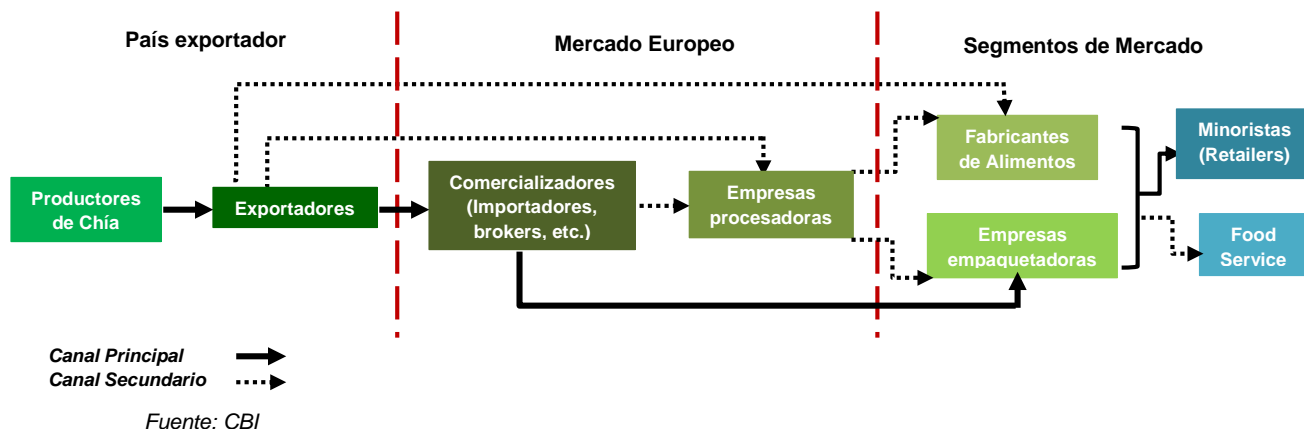 País exportador
Mercado Europeo
Segmentos de Mercado
Productores
de Chía
Exportadores
Comercializadores
(Importadores,
brokers, etc.)
Empresas
procesadoras
Fabricantes
de Alimentos
Empresas
empaquetadoras
Minoristas
(Retailers)
Food
Service
Canal Principal
Canal Secundario
Fuente: CBI